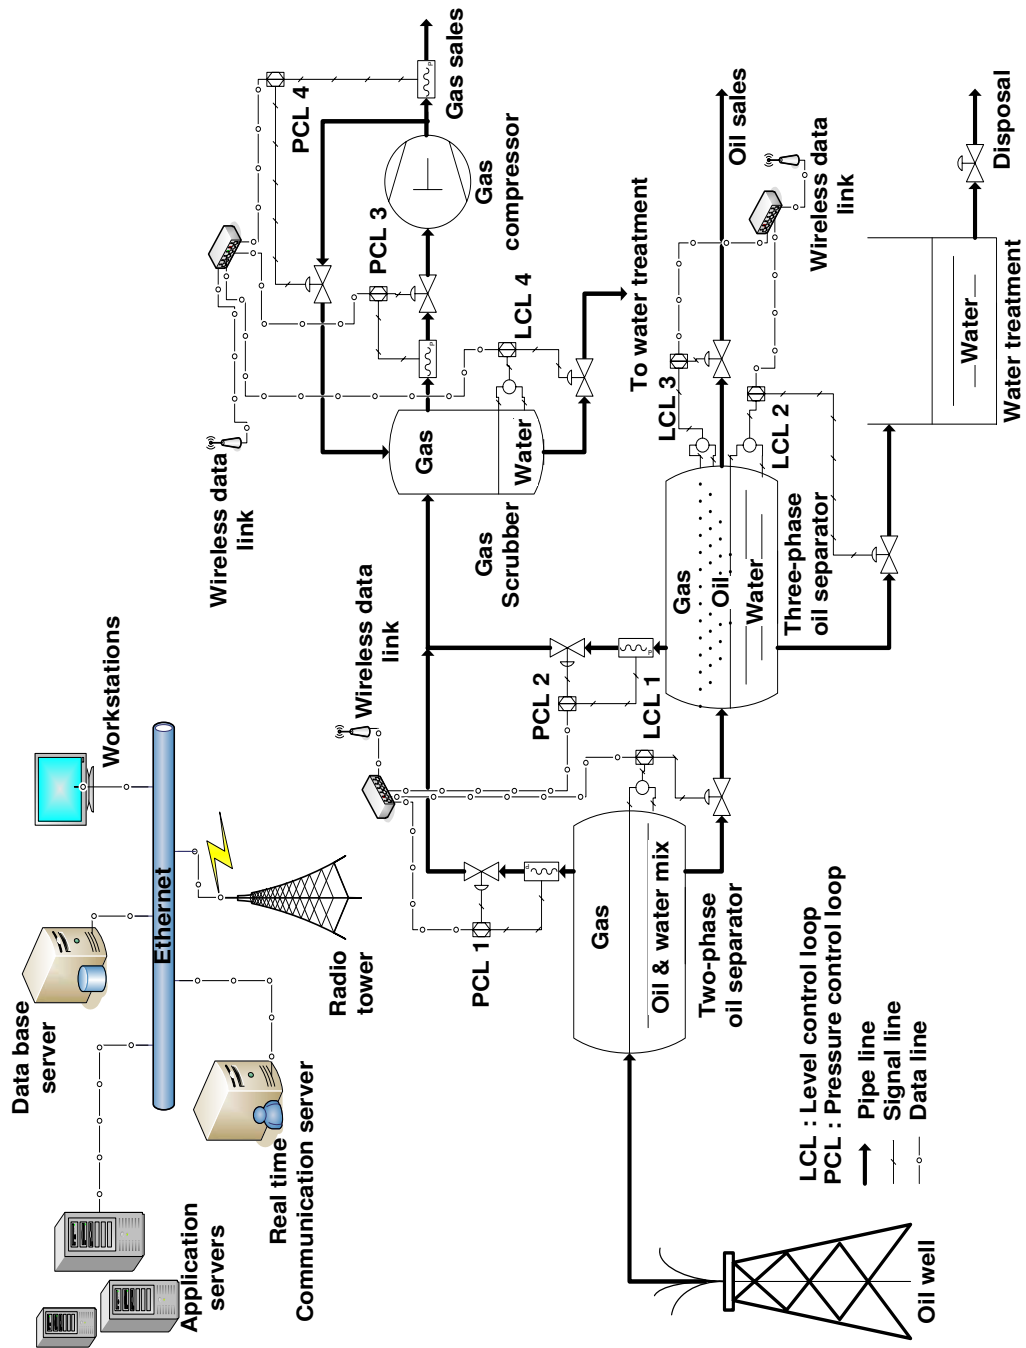 Application
servers
Data base
server
Real time
Communication server
Ethernet
Workstations
Radio
tower
Wireless data
link
Wireless data
link
PCL 4
Gas sales
PCL 3
Gas
compressor
LCL 4
To water treatment
Gas
Water
Gas
Scrubber
PCL 1
PCL 2
LCL 1
Gas
Oil & water mix
Two-phase
oil separator
Gas
Oil
Water
Three-phase
oil separator
LCL 3
LCL 2
Oil sales
Wireless data
link
Disposal
Water
Water treatment
Oil well
LCL : Level control loop
PCL : Pressure control loop
Pipe line
Signal line
Data line
P
P
P
P